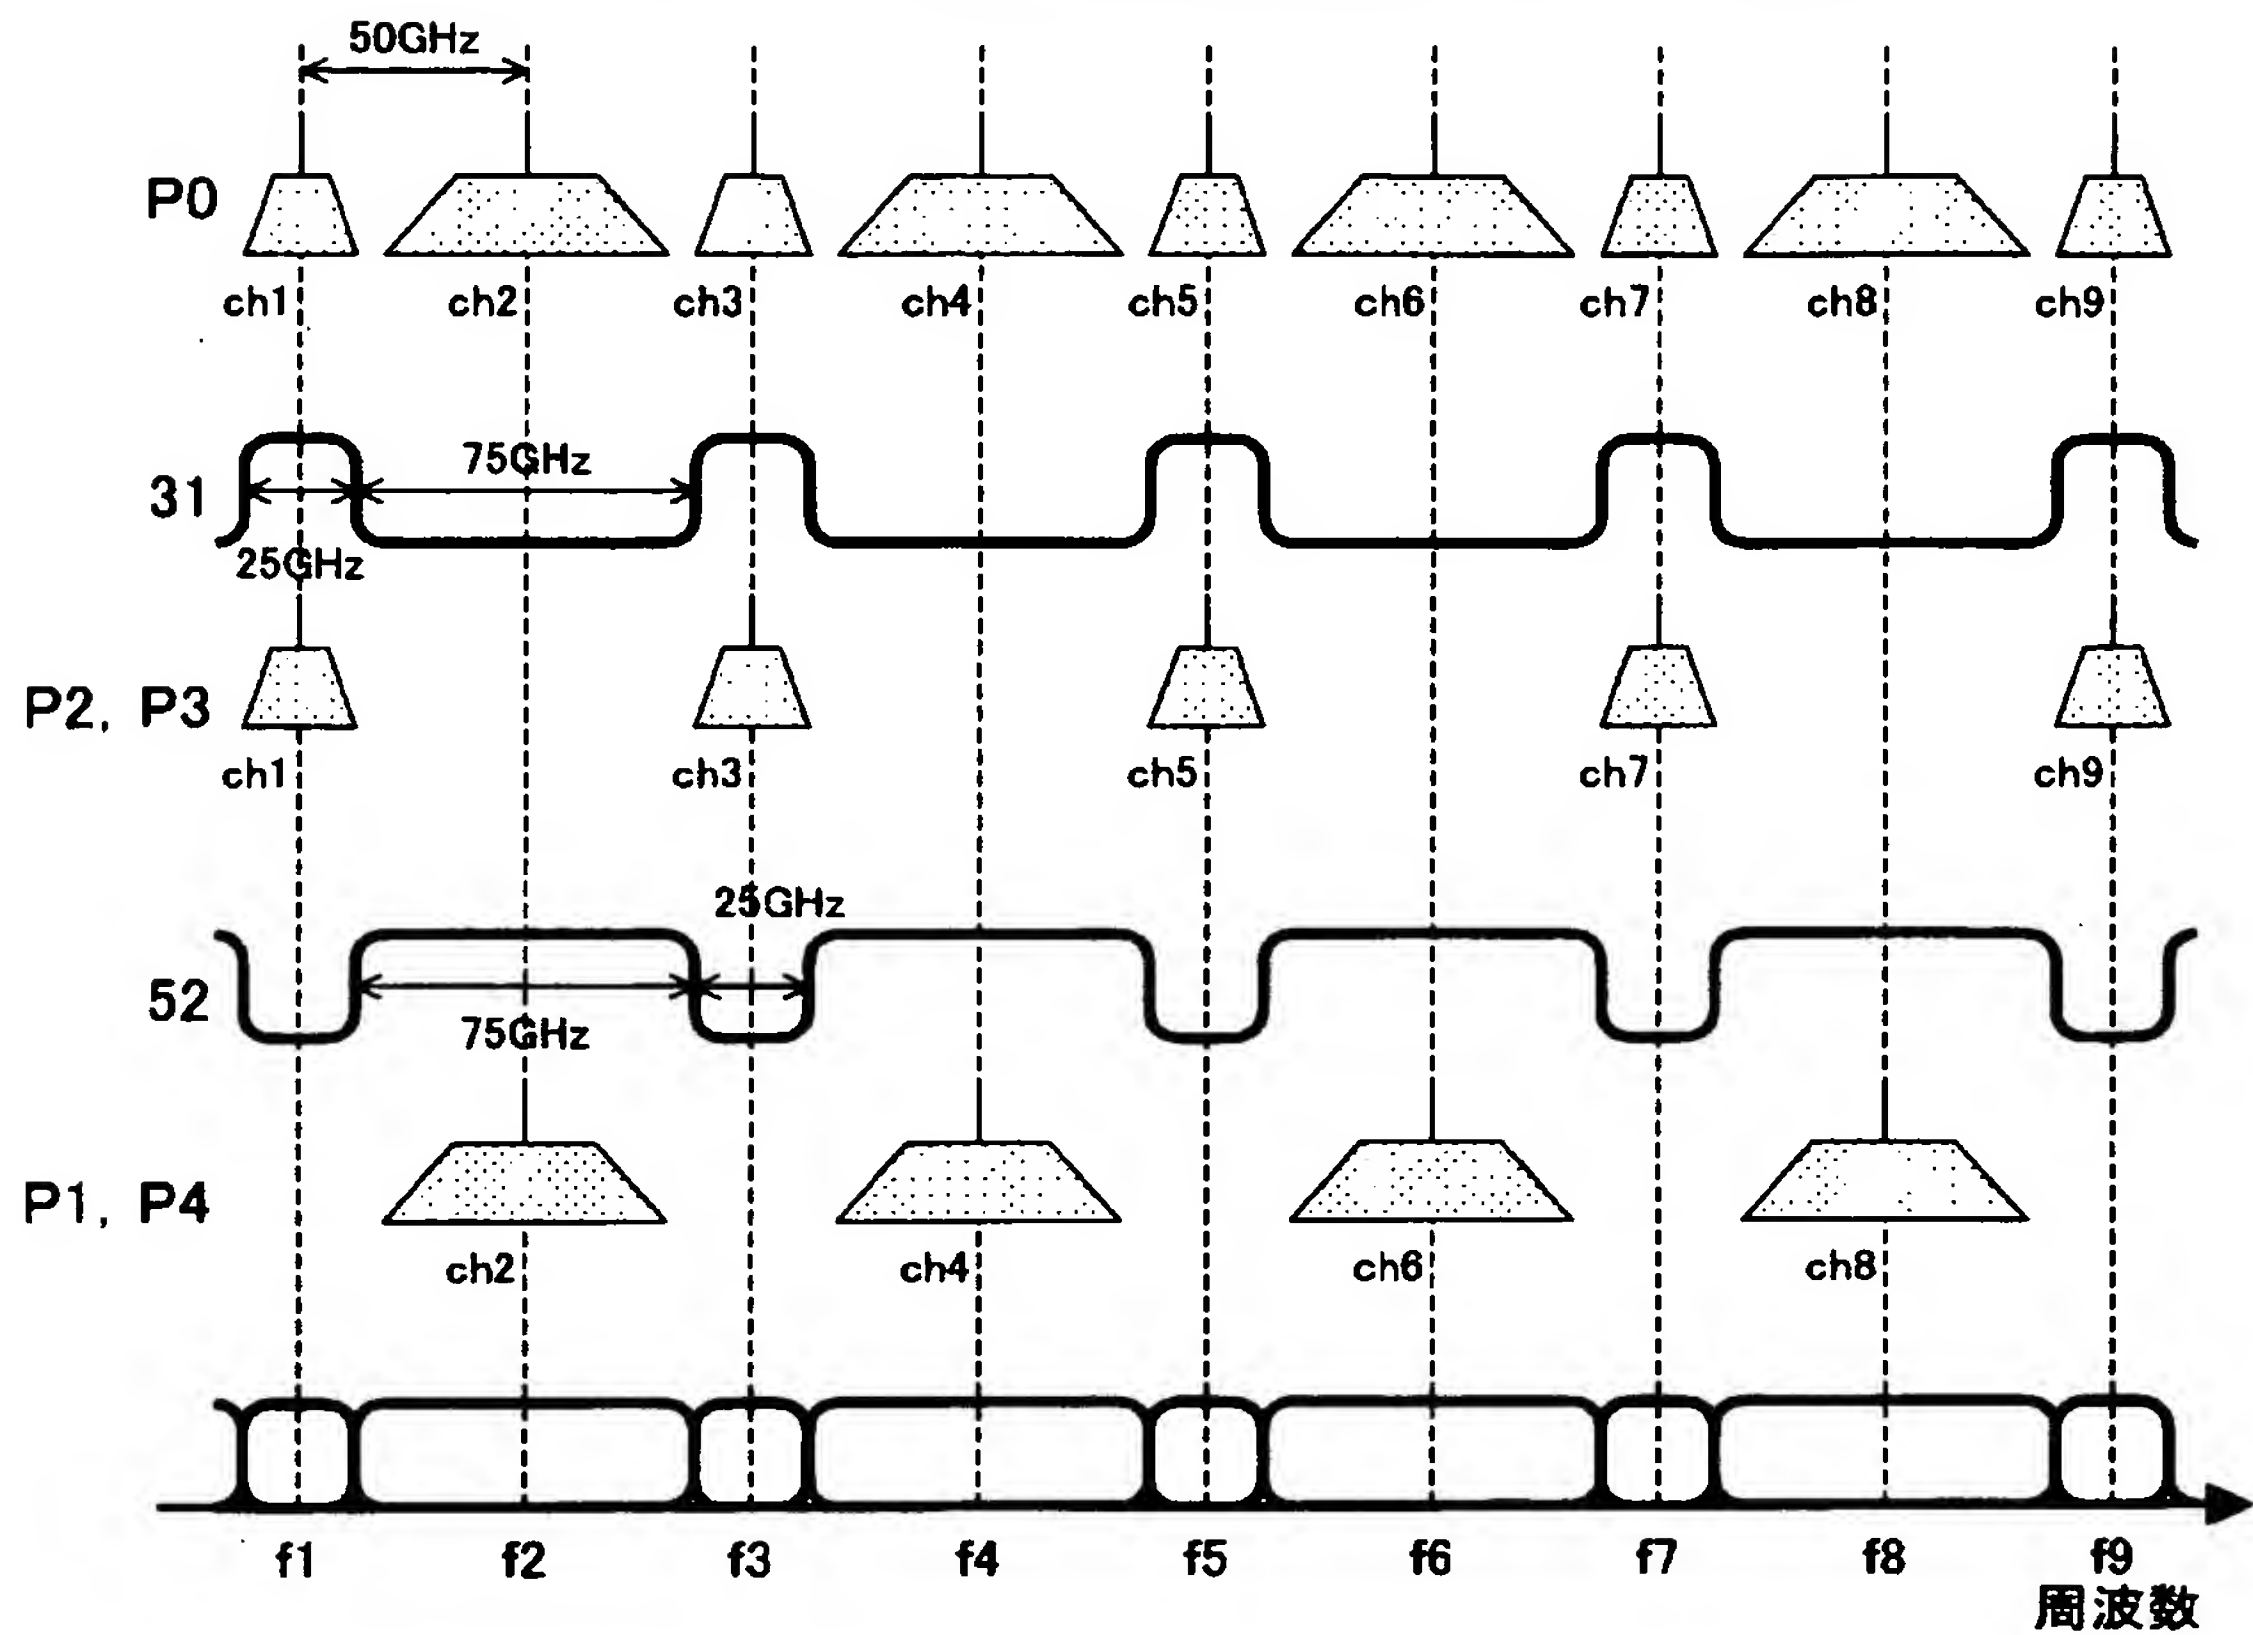 50GHz
P0
ch1 ch2 ch3 ch4 ch5 ch6 ch7 ch8 ch9
75GHz
31
25GHz
P2, P3
ch1 ch3 ch5 ch7 ch9
25GHz
52
75GHz
P1, P4
ch2 ch4 ch6 ch8
f1 f2 f3 f4 f5 f6 f7 f8 f9
周波数